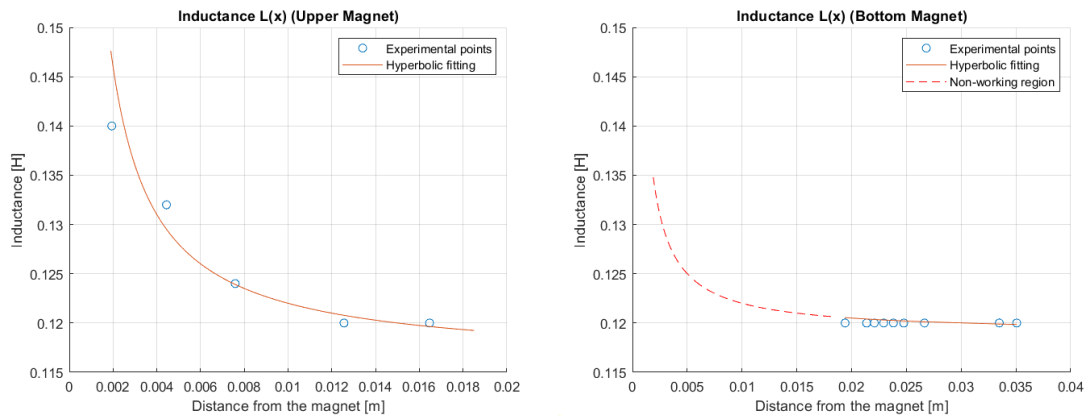 Inductance L(x) (Upper Magnet)
0.15
0.145
0.14
0.135
0.13
0.125
0.12
0.115
Inductance [H]
Experimental points
Hyperbolic fitting
0 0.002 0.004 0.006 0.008 0.01 0.012 0.014 0.016 0.018 0.02
Distance from the magnet [m]
Inductance L(x) (Bottom Magnet)
0.15
0.145
0.14
0.135
0.13
0.125
0.12
0.115
Inductance [H]
Experimental points
Hyperbolic fitting
Non-working region
0 0.005 0.01 0.015 0.02 0.025 0.03 0.035 0.04
Distance from the magnet [m]